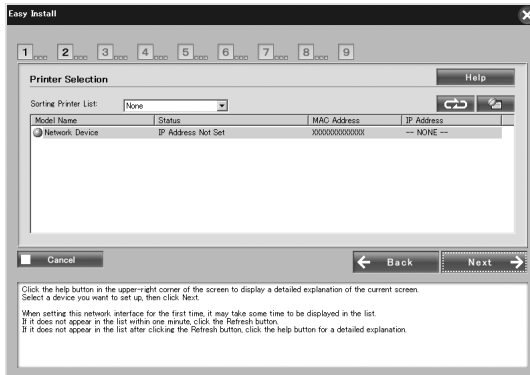 Easy Install
1 2 3 4 5 6 7 8 9
Printer Selection
Help
Sorting Printer List: None
Model Name Status MAC Address IP Address
Network Device IP Address Not Set XXXXXXXXXXXX -- NONE --
Cancel Back Next
Click the help button in the upper-right corner of the screen to display a detailed explanation of the current screen.
Select a device you want to set up, then click Next.
When setting this network interface for the first time, it may take some time to be displayed in the list.
If it does not appear in the list within one minute, click the Refresh button.
If it does not appear in the list after clicking the Refresh button, click the help button for a detailed explanation.